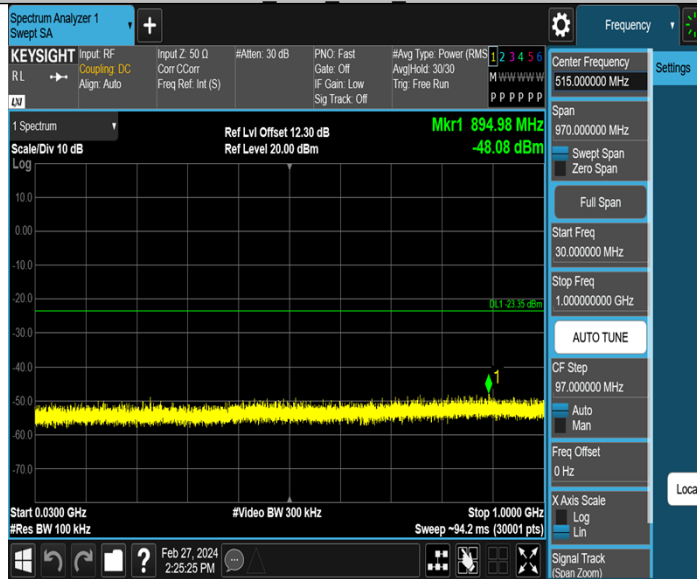 Spectrum Analyzer 1
Swept SA
Frequency
KEYSIGHT
RL
LXI
Input: RF
Coupling: DC
Align: Auto
Input Z: 50 Ω
Corr CCorr
Freq Ref: Int (S)
#Atten: 30 dB
PNO: Fast
Gate: Off
IF Gain: Low
Sig Track: Off
#Avg Type: Power (RMS
Avg|Hold: 30/30
Trig: Free Run
1 2 3 4 5 6
M W W W W W
P P P P P P
Center Frequency
515.000000 MHz
Settings
Span
970.000000 MHz
Swept Span
Zero Span
Full Span
Start Freq
30.000000 MHz
Stop Freq
1.000000000 GHz
AUTO TUNE
CF Step
97.000000 MHz
Auto
Man
Freq Offset
0 Hz
X Axis Scale
Log
Lin
Signal Track
(Span Zoom)
Loca
1 Spectrum
Scale/Div 10 dB
Log
Ref Lvl Offset 12.30 dB
Ref Level 20.00 dBm
Mkr1 894.98 MHz
-48.08 dBm
10.0
0.00
-10.0
-20.0
DL1 -23.35 dBm
-30.0
-40.0
1
-50.0
-60.0
-70.0
Start 0.0300 GHz
#Res BW 100 kHz
#Video BW 300 kHz
Stop 1.0000 GHz
Sweep ~94.2 ms (30001 pts)
?
Feb 27, 2024
2:25:25 PM